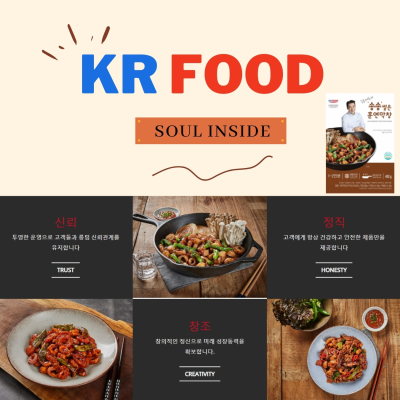 KR FOOD
SOUL INSIDE
송송 썰은
훈연막창
신뢰
투명한 운영으로 고객들과 종합 신뢰관계를
유지합니다
TRUST
정직
고객에게 항상 건강하고 안전한 제품만을
제공합니다
HONESTY
창조
창의적인 정신으로 미래 성장동력을
확보합니다.
CREATIVITY